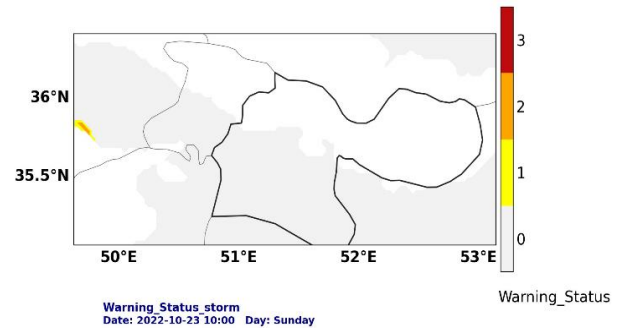 3
36°N
2
1
35.5°N
0
50°E 51°E 52°E 53°E
Warning_Status
Warning_Status_storm
Date: 2022-10-23 10:00 Day: Sunday